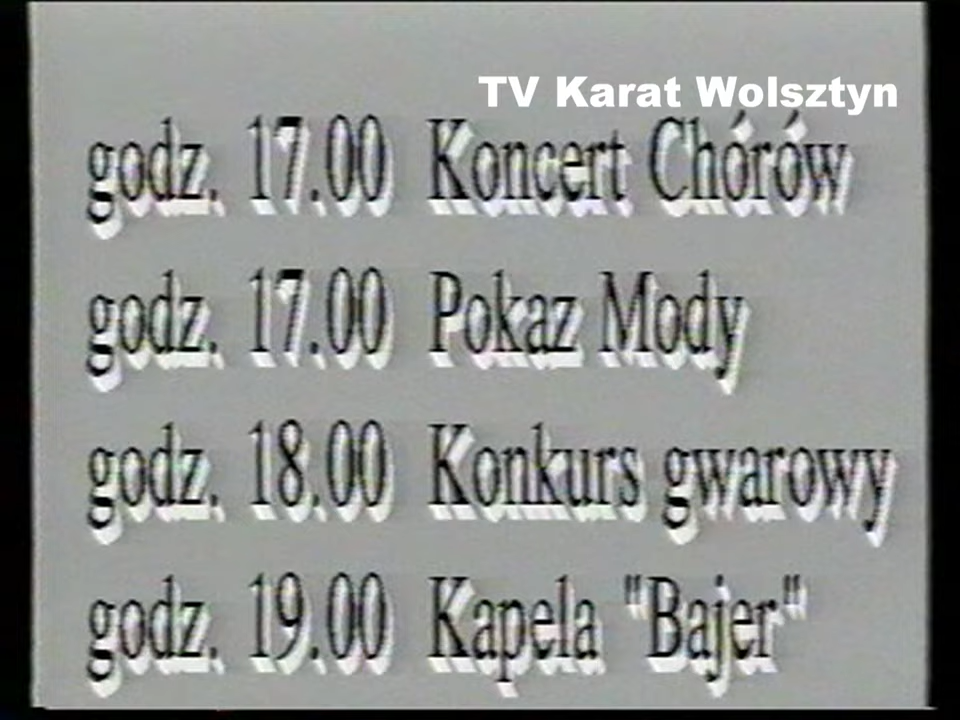 TV Karat Wolsztyn
godz. 17.00 Koncert Chórów
godz. 17.00 Pokaz Mody
godz. 18.00 Konkurs gwarowy
godz. 19.00 Kapela "Bajer"